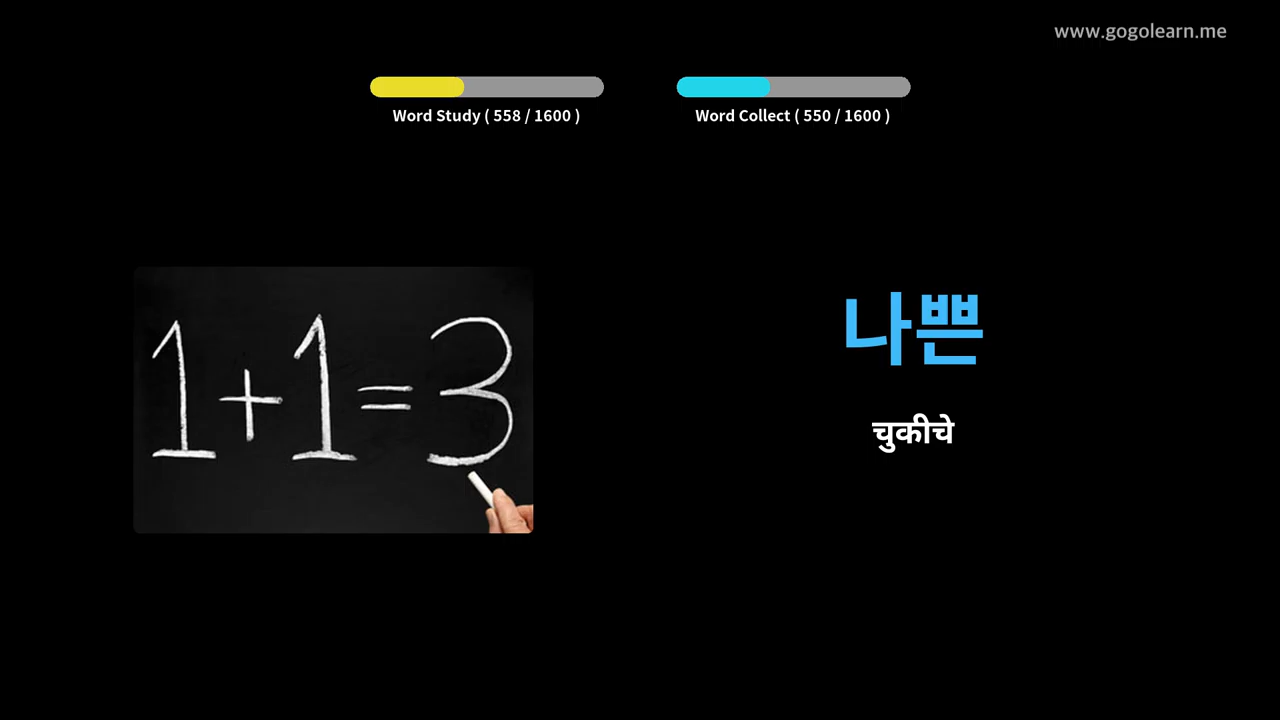 www.gogolearn.me
Word Study ( 558 / 1600 )
Word Collect ( 550 / 1600 )
1+1=3
나쁜
चुकीचे